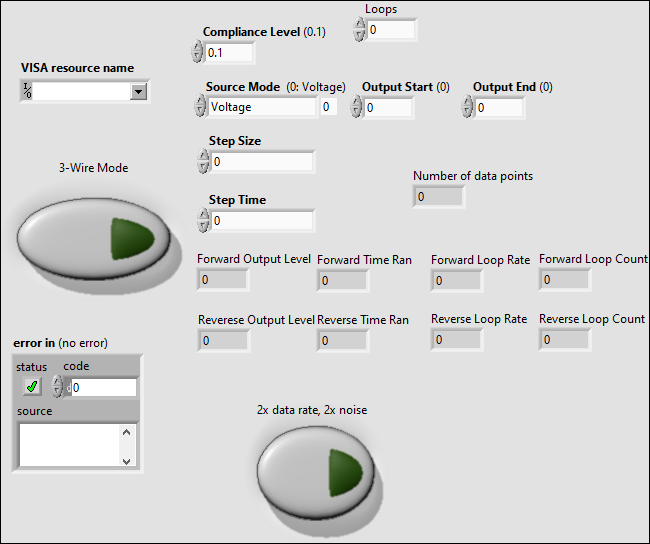 Loops
0
Compliance Level (0.1)
0.1
VISA resource name
I/0
Source Mode (0: Voltage)
Voltage 0
Output Start (0)
0
Output End (0)
0
Step Size
0
3-Wire Mode
Number of data points
0
Step Time
0
Forward Output Level
0
Forward Time Ran
0
Forward Loop Rate
0
Forward Loop Count
0
Reverese Output Level
0
Reverse Time Ran
0
Reverse Loop Rate
0
Reverse Loop Count
0
error in (no error)
status
code
0
source
2x data rate, 2x noise